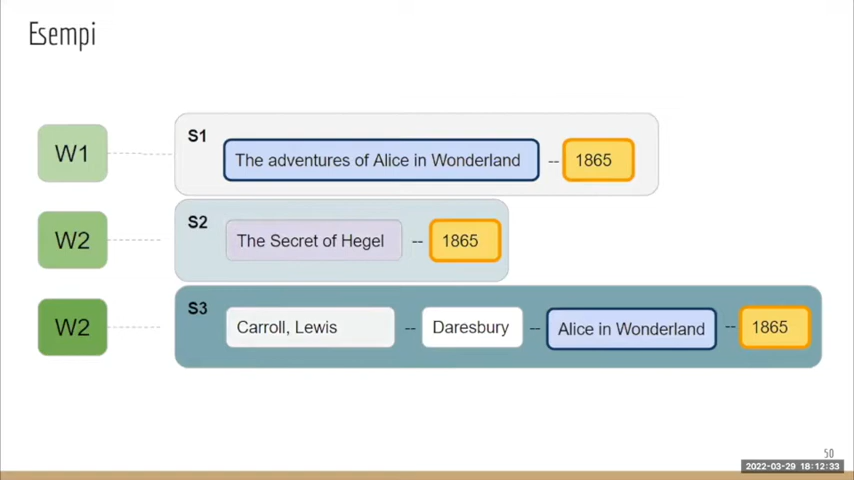 Esempi
W1
S1
The adventures of Alice in Wonderland -- 1865
W2
S2
The Secret of Hegel -- 1865
W2
S3
Carroll, Lewis -- Daresbury -- Alice in Wonderland -- 1865
50
2022-03-29 18:12:33